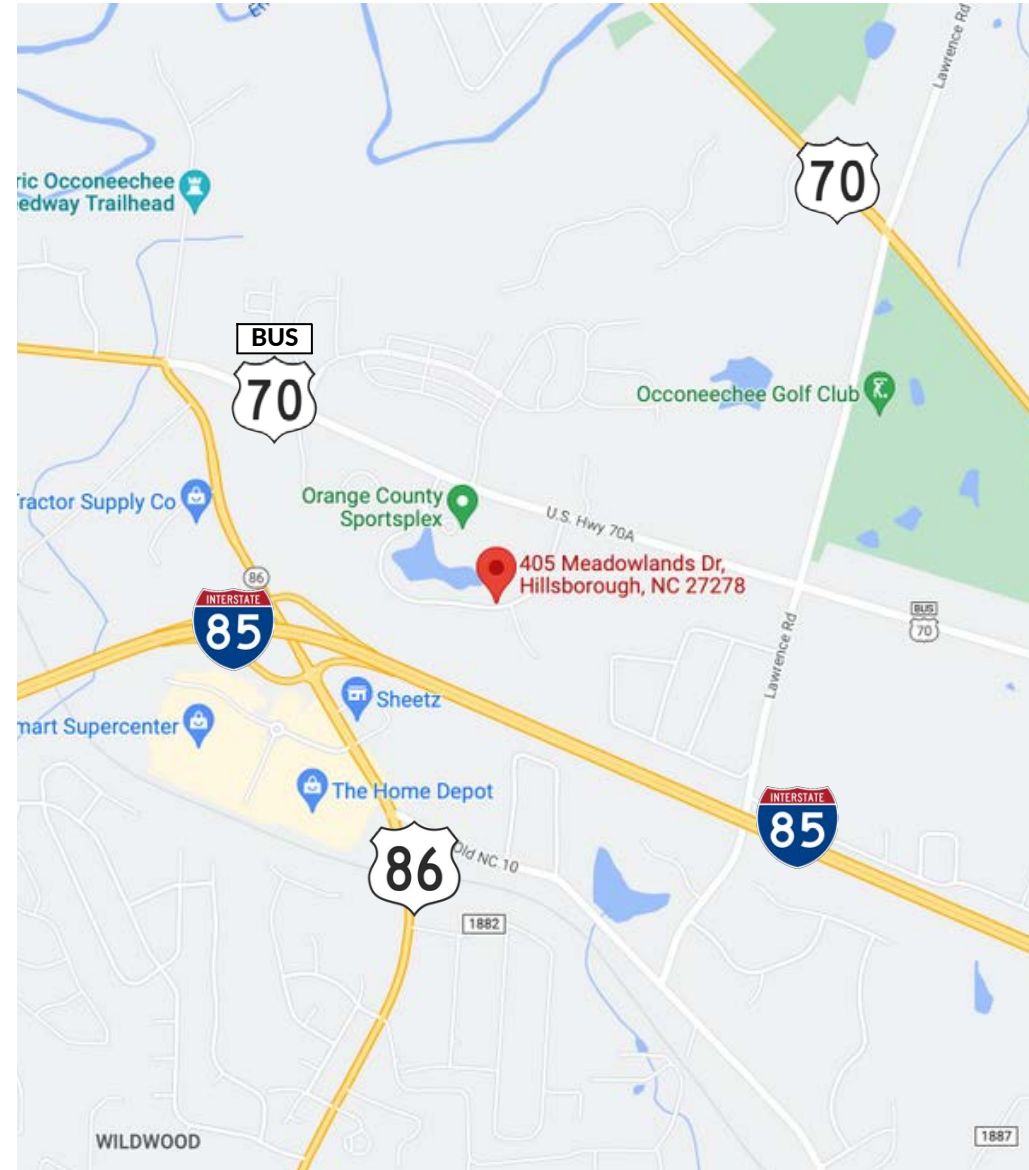 Lawrence Rd
70
ric Occoneechee
edway Trailhead
BUS
70
Occoneechee Golf Club
ractor Supply Co
Orange County
Sportsplex
U.S. Hwy 70A
405 Meadowlands Dr,
Hillsborough, NC 27278
86
INTERSTATE
85
BUS
70
Lawrence Rd
Sheetz
mart Supercenter
The Home Depot
INTERSTATE
85
Old NC 10
86
1882
WILDWOOD
1887